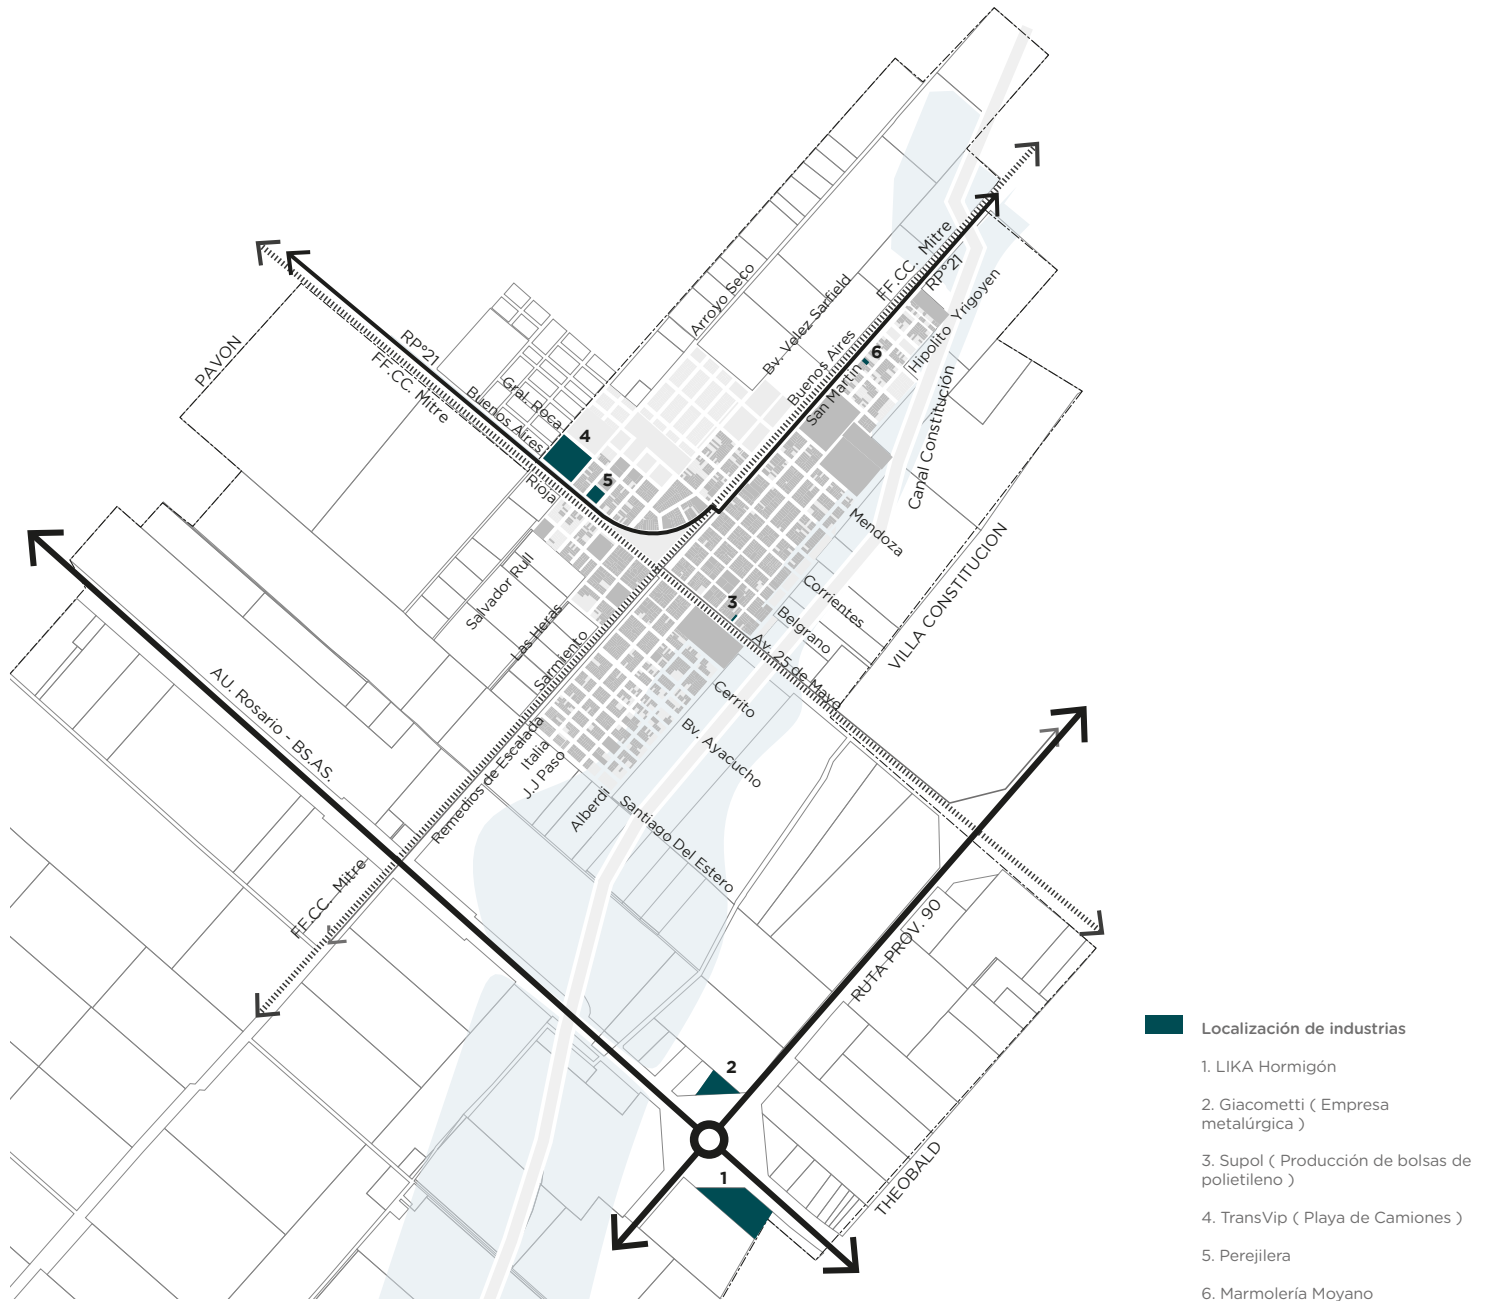 Arroyo Seco
Bv. Velez Sarfield
FF.CC. Mitre
RP°21
Yrigoyen
Hipolito
Buenos Aires
San Martin
6
PAVON
RP°21
FF.CC. Mitre
Gral. Roca
Buenos Aires
4
5
Rioja
Canal Constitución
Mendoza
VILLA CONSTITUCION
Corrientes
Belgrano
3
Av. 25 de Mayo
Salvador Rull
Las Heras
Sarmiento
Cerrito
Bv. Ayacucho
AU. Rosario - BS.AS.
Remedios de Escalada
Italia
J.J Paso
Alberdi
Santiago Del Estero
FF.CC. Mitre
RUTA PROV. 90
2
1
THEOBALD
Localización de industrias
1. LIKA Hormigón
2. Giacometti ( Empresa
metalúrgica )
3. Supol ( Producción de bolsas de
polietileno )
4. TransVip ( Playa de Camiones )
5. Perejilera
6. Marmolería Moyano